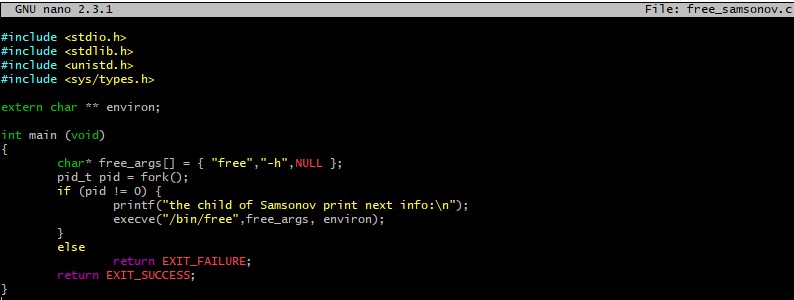 GNU nano 2.3.1 File: free_samsonov.c
#include <stdio.h>
#include <stdlib.h>
#include <unistd.h>
#include <sys/types.h>
extern char ** environ;
int main (void)
{
char* free_args[] = { "free","-h",NULL };
pid_t pid = fork();
if (pid != 0) {
printf("the child of Samsonov print next info:\n");
execve("/bin/free",free_args, environ);
}
else
return EXIT_FAILURE;
return EXIT_SUCCESS;
}